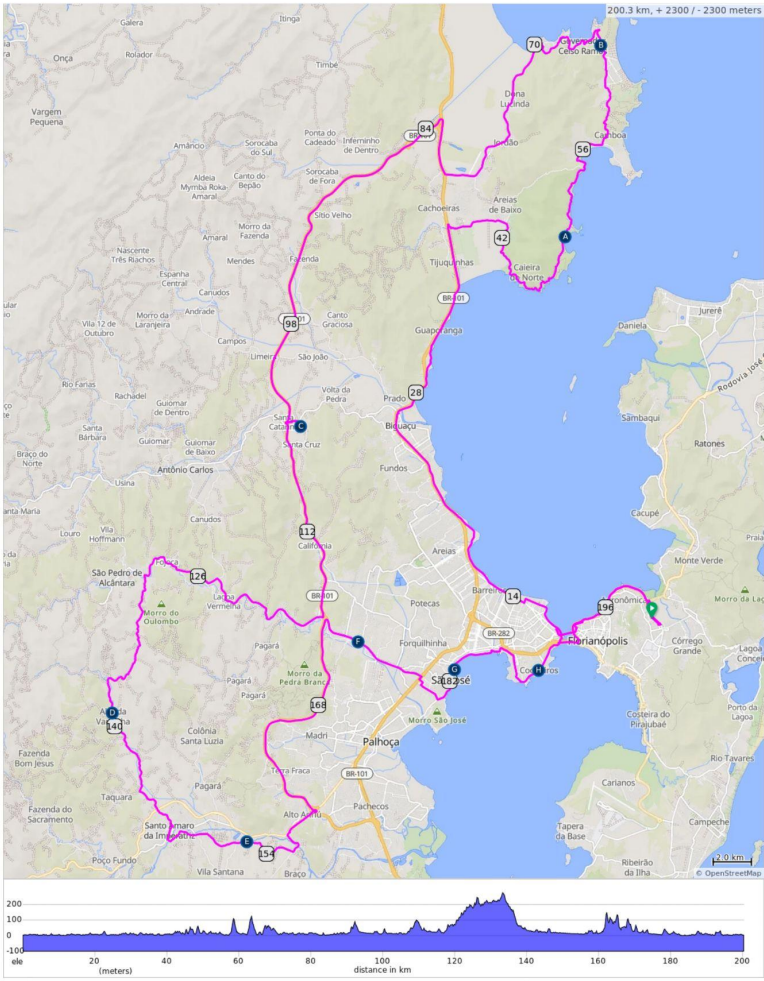 200.3 km, + 2300 / - 2300 meters
Galera
Itinga
Rolador
Onça
Timbé
70
B
Celso Ramos
Dona
Lucinda
Vargem
Pequena
84
Ponta do
Cadeado
Inferninho
de Dentro
Sorocaba
do Sul
Amâncio
Jordão
56
Aldeia
Mymba Roka-
Amaral
Canto do
Bepão
Sorocaba
de Fora
Sítio Velho
Cachoeiras
Areias
de Baixo
Morro da
Fazenda
Amaral
Mendes
42
A
Nascente
Três Riachos
Fazenda
Tijuquinhas
Caieira
do Norte
Espenha
Central
Canudos
BR-101
Jurerê
Andrade
Morro da
Laranjeira
Vila 12 de
Outubro
98
Canto
Graciosa
Guaporanga
Daniela
Campos
Limeira
São João
Rio Farias
Rachadel
Volta da
Pedra
28
Prado
Guiomar
de Dentro
Sambaqui
Santa
C
Biguaçu
Santa
Bárbara
Guiomar
Guiomar
de Baixo
Santa Cruz
Ratones
Braço do
Norte
Antônio Carlos
Fundos
Usina
Cacupé
Canudos
Vila
Hoffmann
Louro
112
California
Areias
Monte Verde
São Pedro de
Alcântara
126
Lagoa
Vermelha
Potecas
14
196
BR-101
Morro do
Oulombo
BR-282
Forquilhinha
F
Florianópolis
Córrego
Grande
Pagará
G
182
H
Morro da
Pedra Branca
Pagará
Pagará
168
D
140
Morro São José
Costeira do
Pirajubaé
Porto da
Lagoa
Colônia
Santa Luzia
Madri
Palhoça
Fazenda
Bom Jesus
Terra Fraca
BR-101
Rio Tavares
Pagará
Taquara
Carianos
Fazenda do
Sacramento
Pachecos
Campeche
Santo Amaro
da Imperatriz
E
154
Tapera
da Base
Poço Fundo
Vila Santana
Braço
Ribeirão
da Ilha
2.0 km
© OpenStreetMap
200
100
0
-100
ele
20
40
60
80
100
120
140
160
180
200
(meters)
distance in km